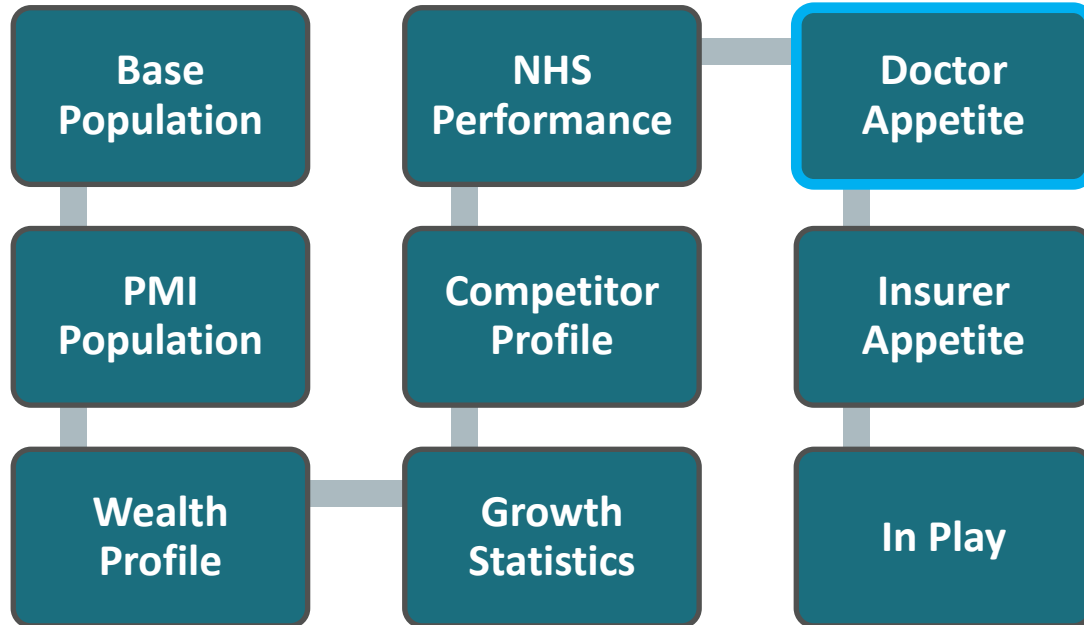 Base
Population
PMI
Population
Wealth
Profile
Growth
Statistics
Competitor
Profile
NHS
Performance
Doctor
Appetite
Insurer
Appetite
In Play